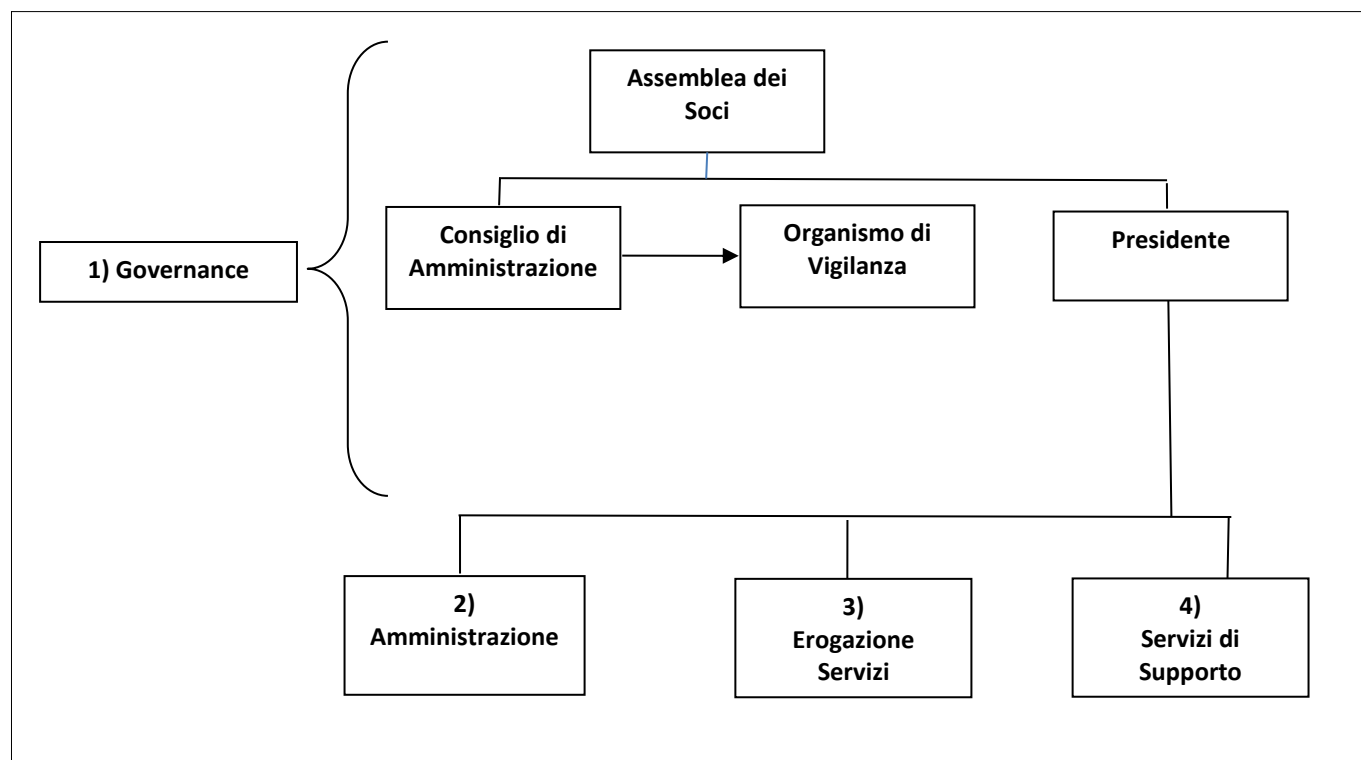 Assemblea dei
Soci
Consiglio di
Amministrazione
Organismo di
Vigilanza
Presidente
1) Governance
2)
Amministrazione
3)
Erogazione
Servizi
4)
Servizi di
Supporto